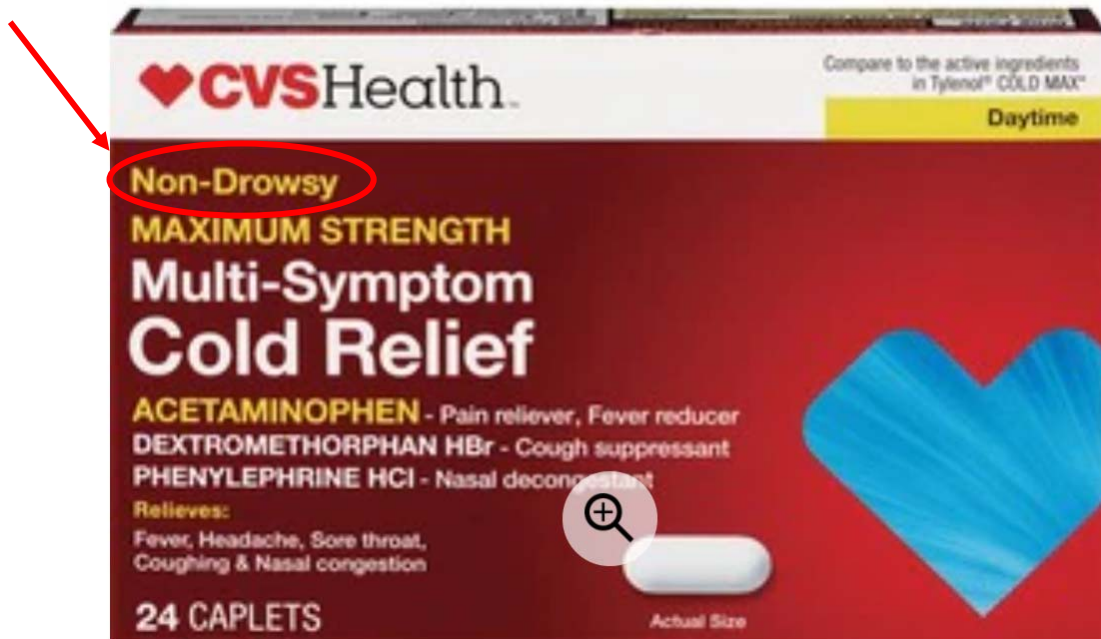 CVSHealth™
Compare to the active ingredients
in Tylenol® COLD MAX*
Daytime
Non-Drowsy
MAXIMUM STRENGTH
Multi-Symptom
Cold Relief
ACETAMINOPHEN - Pain reliever, Fever reducer
DEXTROMETHORPHAN HBr - Cough suppressant
PHENYLEPHRINE HCl - Nasal decongestant
Relieves:
Fever, Headache, Sore throat,
Coughing & Nasal congestion
24 CAPLETS
Actual Size